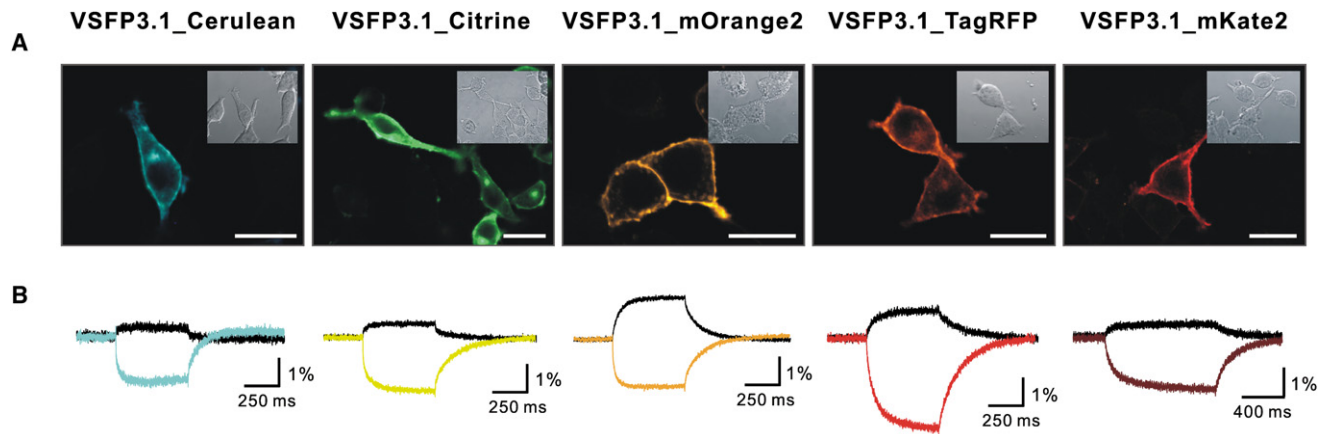 VSFP3.1_Cerulean VSFP3.1_Citrine VSFP3.1_mOrange2 VSFP3.1_TagRFP VSFP3.1_mKate2
A
B
1% 1% 1% 1% 1%
250 ms 250 ms 250 ms 250 ms 400 ms